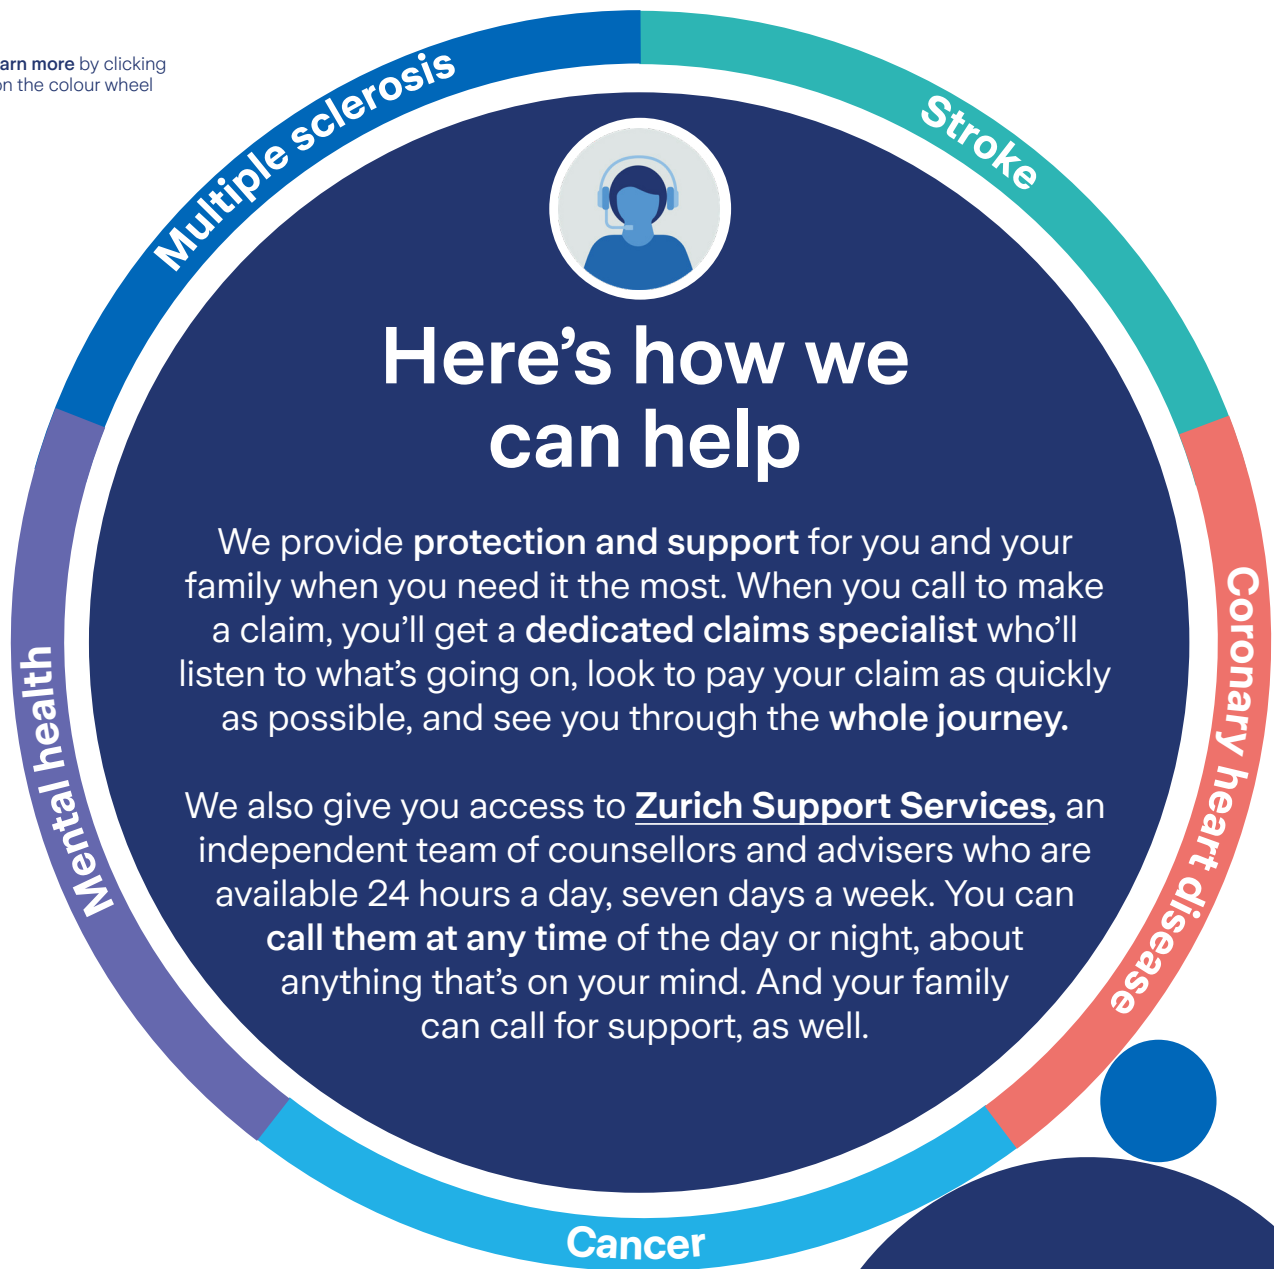 more by clicking
the colour wheel
Multiple sclerosis
Stroke
Here's how we
can help
We provide protection and support for you and your
family when you need it the most. When you call to make
a claim, you'll get a dedicated claims specialist who'll
listen to what's going on, look to pay your claim as quickly
as possible, and see you through the whole journey.
We also give you access to Zurich Support Services, an
independent team of counsellors and advisers who are
available 24 hours a day, seven days a week. You can
call them at any time of the day or night, about
anything that's on your mind. And your family
can call for support, as well.
Mental health
Coronary heart disease
Cancer